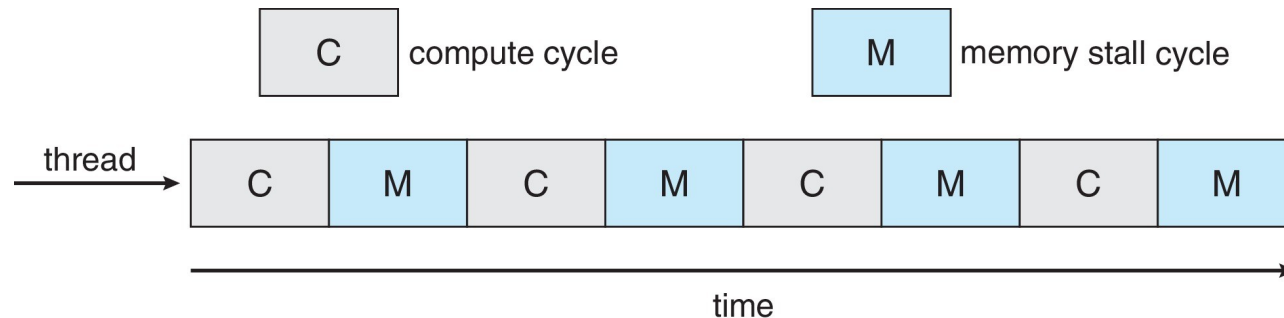 C compute cycle
M memory stall cycle
thread
C M C M C M C M
time